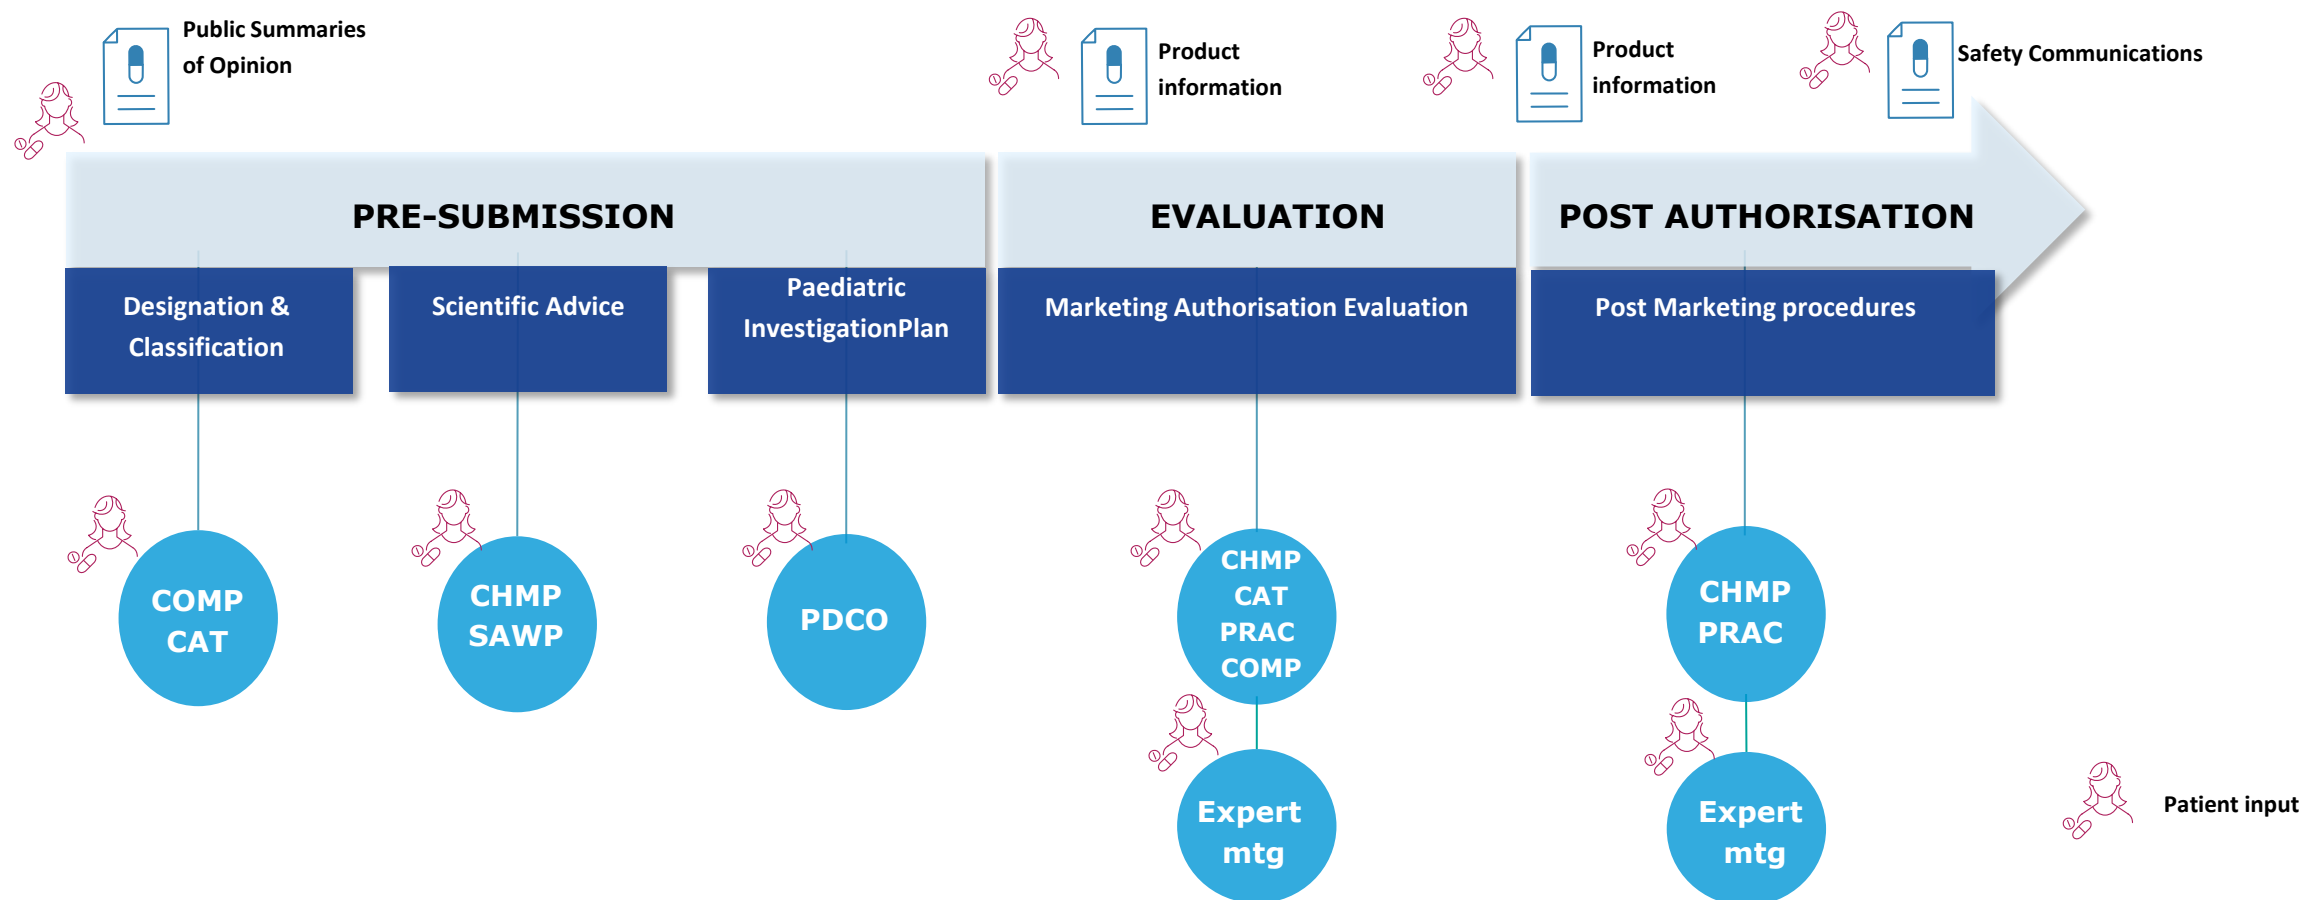 Public Summaries
of Opinion
Product
information
Product
information
Safety Communications
PRE-SUBMISSION
EVALUATION
POST AUTHORISATION
Designation &
Classification
Scientific Advice
Paediatric
InvestigationPlan
Marketing Authorisation Evaluation
Post Marketing procedures
COMP
CAT
CHMP
SAWP
PDCO
CHMP
CAT
PRAC
COMP
CHMP
PRAC
Expert
mtg
Expert
mtg
Patient input